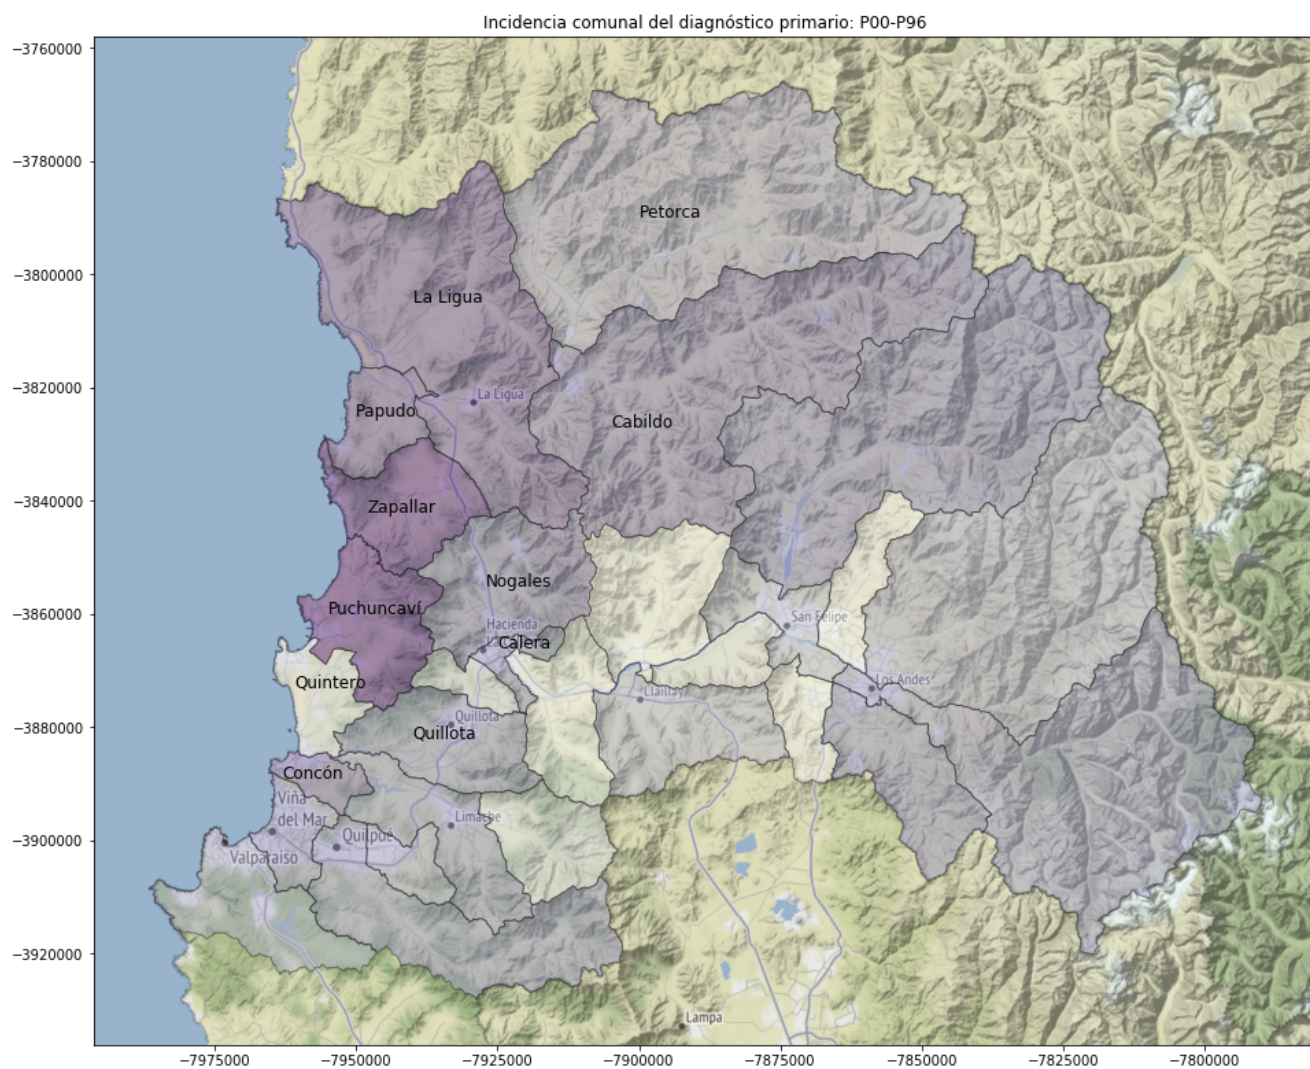 Incidencia comunal del diagnóstico primario: P00-P96
−3760000
−3780000
Petorca
−3800000
La Ligua
−3820000
La Ligua
Papudo
Cabildo
−3840000
Zapallar
Nogales
−3860000
Puchuncaví
San Felipe
Hacienda
Calera
Quintero
Los Andes
Llaillay
−3880000
Quillota
Quillota
Concón
Viña
del Mar
Limache
−3900000
Quilpué
Valparaíso
−3920000
Lampa
−7975000
−7950000
−7925000
−7900000
−7875000
−7850000
−7825000
−7800000